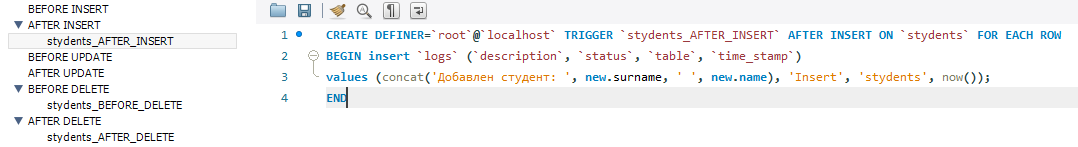 BEFORE INSERT
AFTER INSERT
stydents_AFTER_INSERT
BEFORE UPDATE
AFTER UPDATE
BEFORE DELETE
stydents_BEFORE_DELETE
AFTER DELETE
stydents_AFTER_DELETE
1 CREATE DEFINER=`root`@`localhost` TRIGGER `stydents_AFTER_INSERT` AFTER INSERT ON `students` FOR EACH ROW
2 BEGIN insert `logs` (`description`, `status`, `table`, `time_stamp`)
3 values (concat('Добавлен студент: ', new.surname, ' ', new.name), 'Insert', 'stydents', now());
4 END